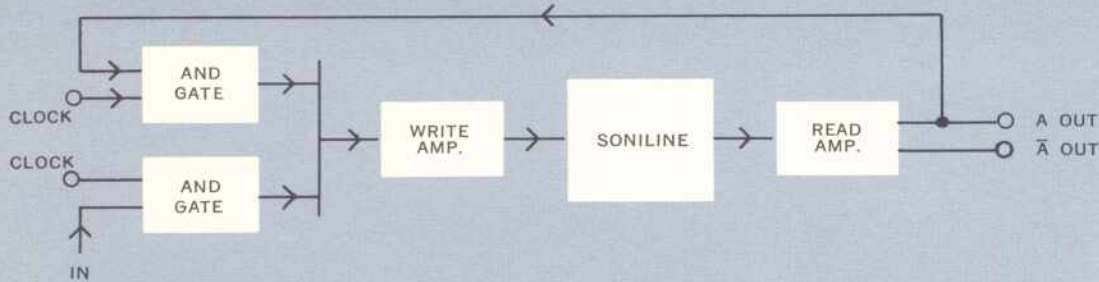 AND
GATE
CLOCK
CLOCK
AND
GATE
IN
WRITE
AMP.
SONILINE
READ
AMP.
A OUT
A̅ OUT